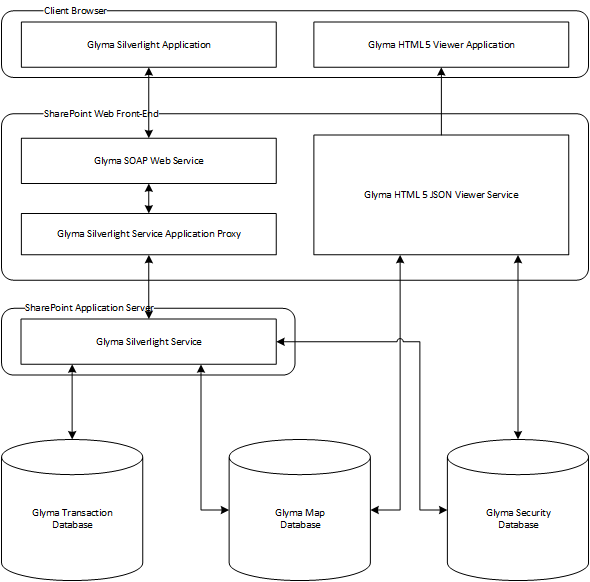 Client Browser
Glyma Silverlight Application
Glyma HTML5 Viewer Application
SharePoint Web Front-End
Glyma SOAP Web Service
Glyma HTML 5 JSON Viewer Service
Glyma Silverlight Service Application Proxy
SharePoint Application Server
Glyma Silverlight Service
Glyma Transaction
Database
Glyma Map
Database
Glyma Security
Database